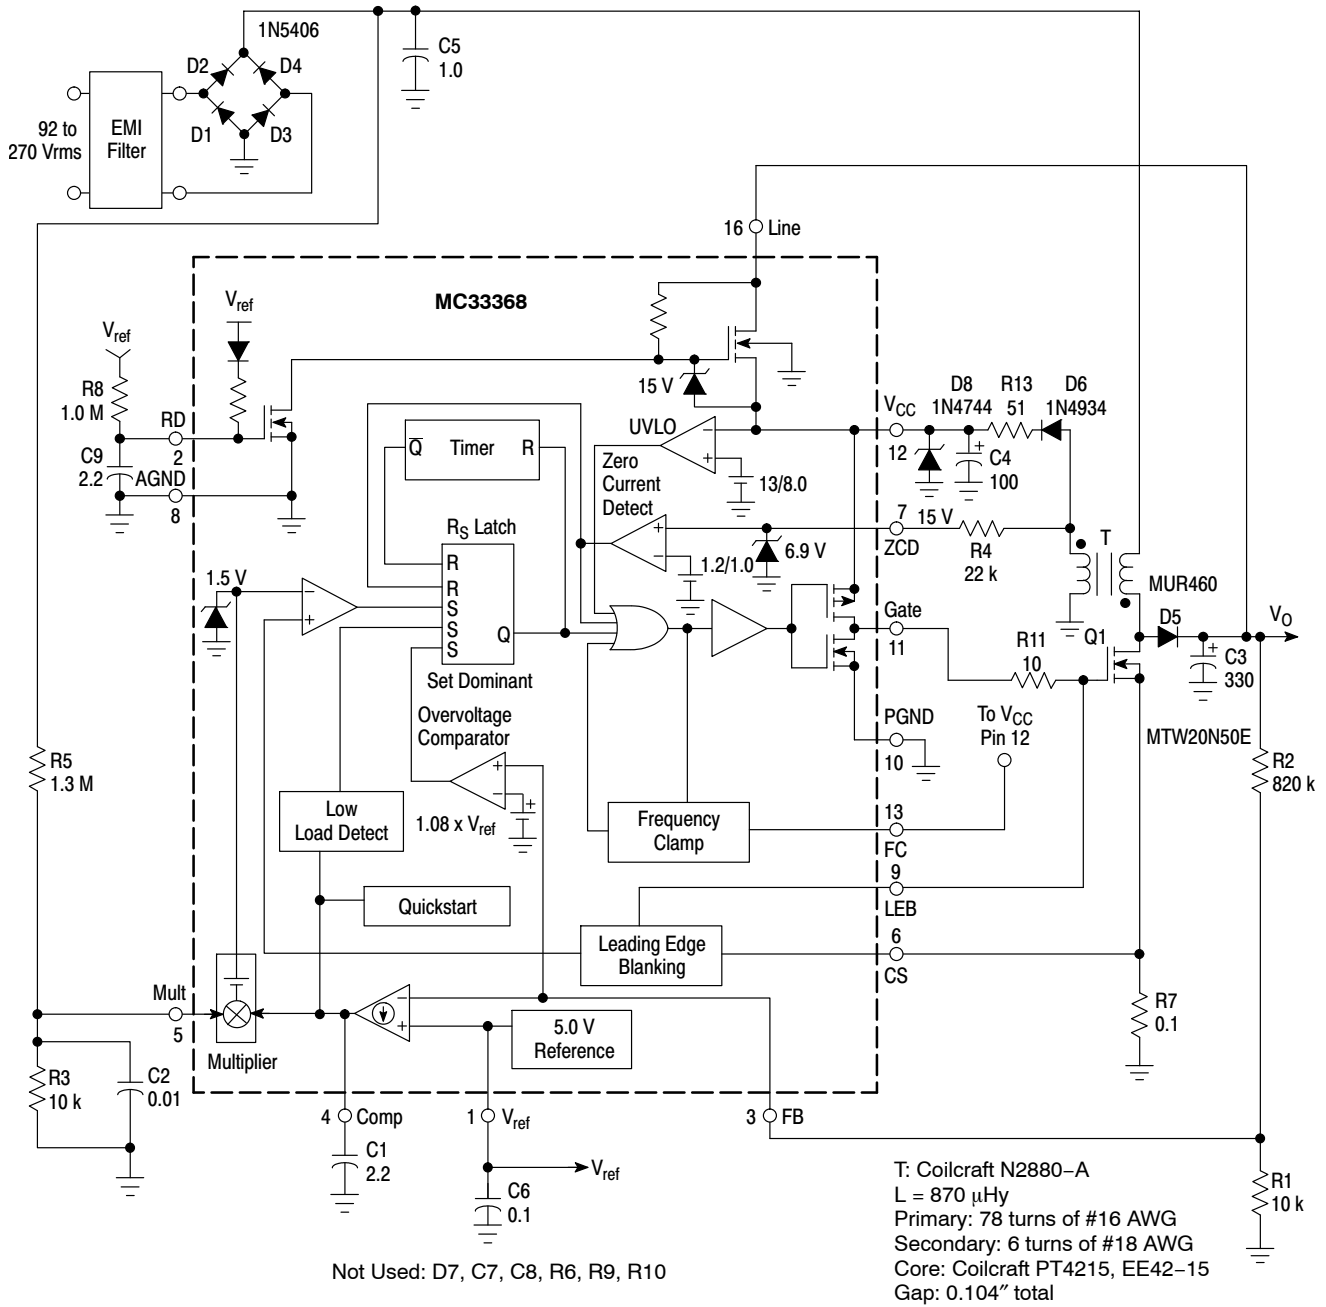 1N5406
D2
D4
D1
D3
C5
1.0
92 to
270 Vrms
EMI
Filter
16
Line
MC33368
Vref
Vref
R8
1.0 M
RD
2
C9
2.2
AGND
8
15 V
UVLO
13/8.0
VCC
12
D8
1N4744
R13
51
D6
1N4934
C4
100
Q̅
Timer
R
Zero
Current
Detect
7
15 V
ZCD
R4
22 k
T
RS Latch
R
R
S
S
S
Q
Set Dominant
1.2/1.0
6.9 V
1.5 V
MUR460
D5
VO
C3
330
Gate
11
R11
10
Q1
Overvoltage
Comparator
PGND
10
To VCC
Pin 12
MTW20N50E
R5
1.3 M
R2
820 k
Low
Load Detect
1.08 x Vref
Frequency
Clamp
13
FC
9
LEB
Quickstart
Leading Edge
Blanking
6
CS
Mult
5
Multiplier
5.0 V
Reference
R7
0.1
R3
10 k
C2
0.01
4
Comp
1
Vref
3
FB
C1
2.2
Vref
C6
0.1
R1
10 k
T: Coilcraft N2880−A
L = 870 μHy
Primary: 78 turns of #16 AWG
Secondary: 6 turns of #18 AWG
Core: Coilcraft PT4215, EE42−15
Gap: 0.104″ total
Not Used: D7, C7, C8, R6, R9, R10